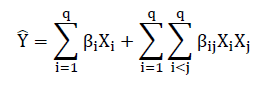 Ŷ = ∑_{i=1}^{q} β_i X_i + ∑_{i=1}^{q} ∑_{i<j}^{q} β_{ij} X_i X_j